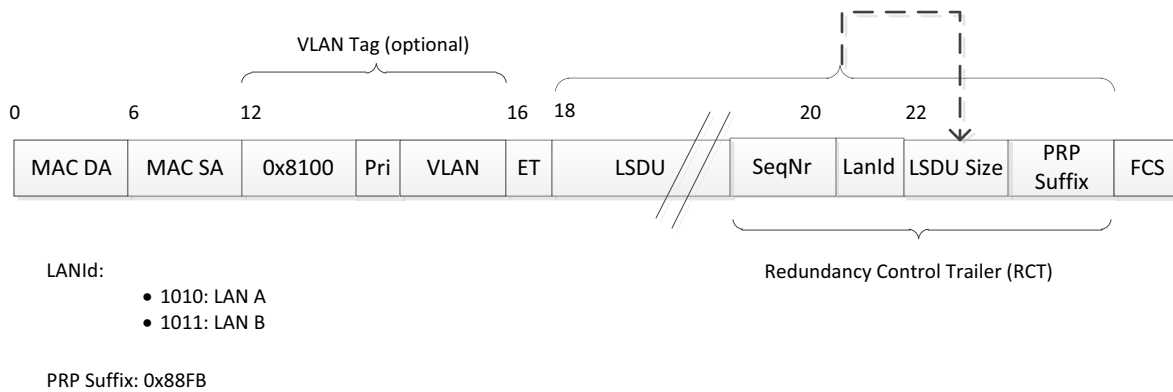 VLAN Tag (optional)
0 6 12 16 18 20 22
MAC DA MAC SA 0x8100 Pri VLAN ET LSDU SeqNr LanId LSDU Size PRP Suffix FCS
Redundancy Control Trailer (RCT)
LANId:
• 1010: LAN A
• 1011: LAN B
PRP Suffix: 0x88FB